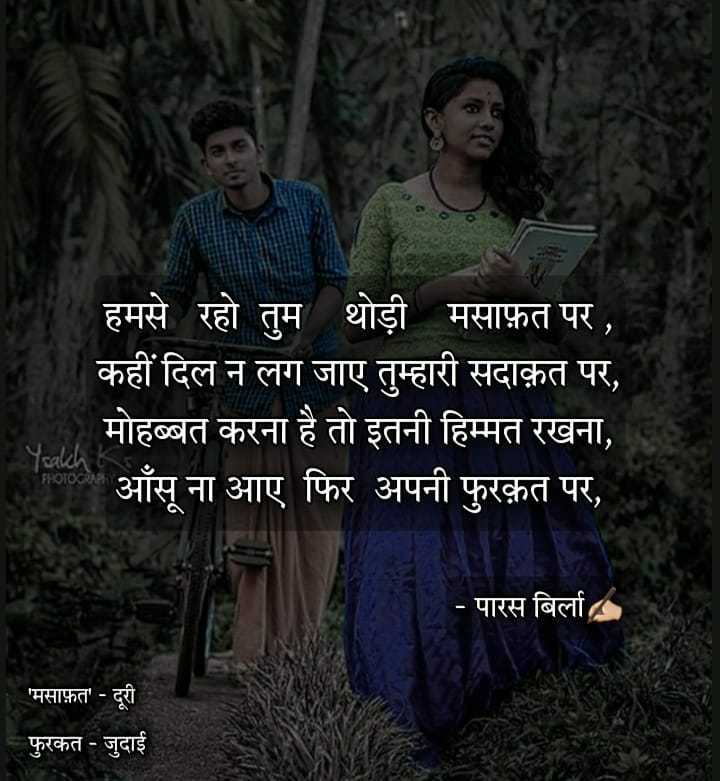 हमसे रहो तुम थोड़ी मसाफ़त पर ,
कहीं दिल न लग जाए तुम्हारी सदाक़त पर,
मोहब्बत करना है तो इतनी हिम्मत रखना,
आँसू ना आए फिर अपनी फुरक़त पर,
PHOTOGRAPHY
- पारस बिर्ला ✍
'मसाफ़त' - दूरी
फुरकत - जुदाई